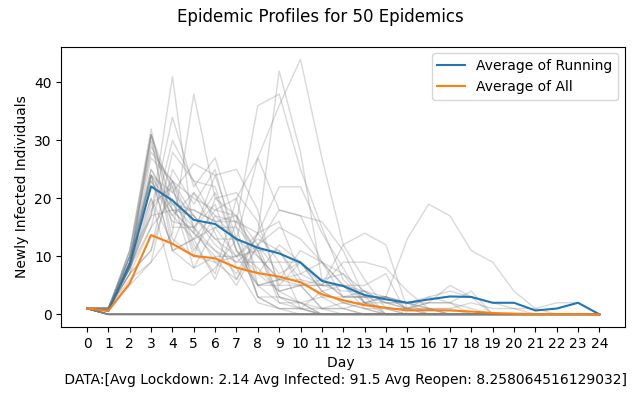 Epidemic Profiles for 50 Epidemics
Average of Running
Average of All
Newly Infected Individuals
40
30
20
10
0
0 1 2 3 4 5 6 7 8 9 10 11 12 13 14 15 16 17 18 19 20 21 22 23 24
Day
DATA:[Avg Lockdown: 2.14 Avg Infected: 91.5 Avg Reopen: 8.258064516129032]